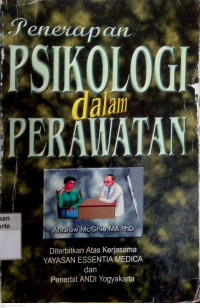 Penerapan
PSIKOLOGI
dalam
PERAWATAN
Andrew McGhie MA PhD
Diterbitkan Atas Kerjasama
YAYASAN ESSENTIA MEDICA
dan
Penerbit ANDI Yogyakarta